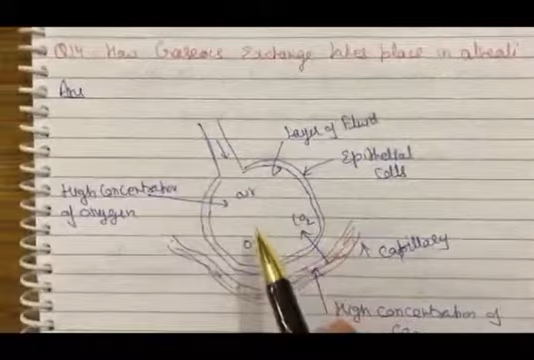 Q14. How Gaseous Exchange takes place in alveoli
Ans
Layer of Fluid
Epithelial
cells
High Concentration
of oxygen
air
CO2
O
Capillary
High concentration of